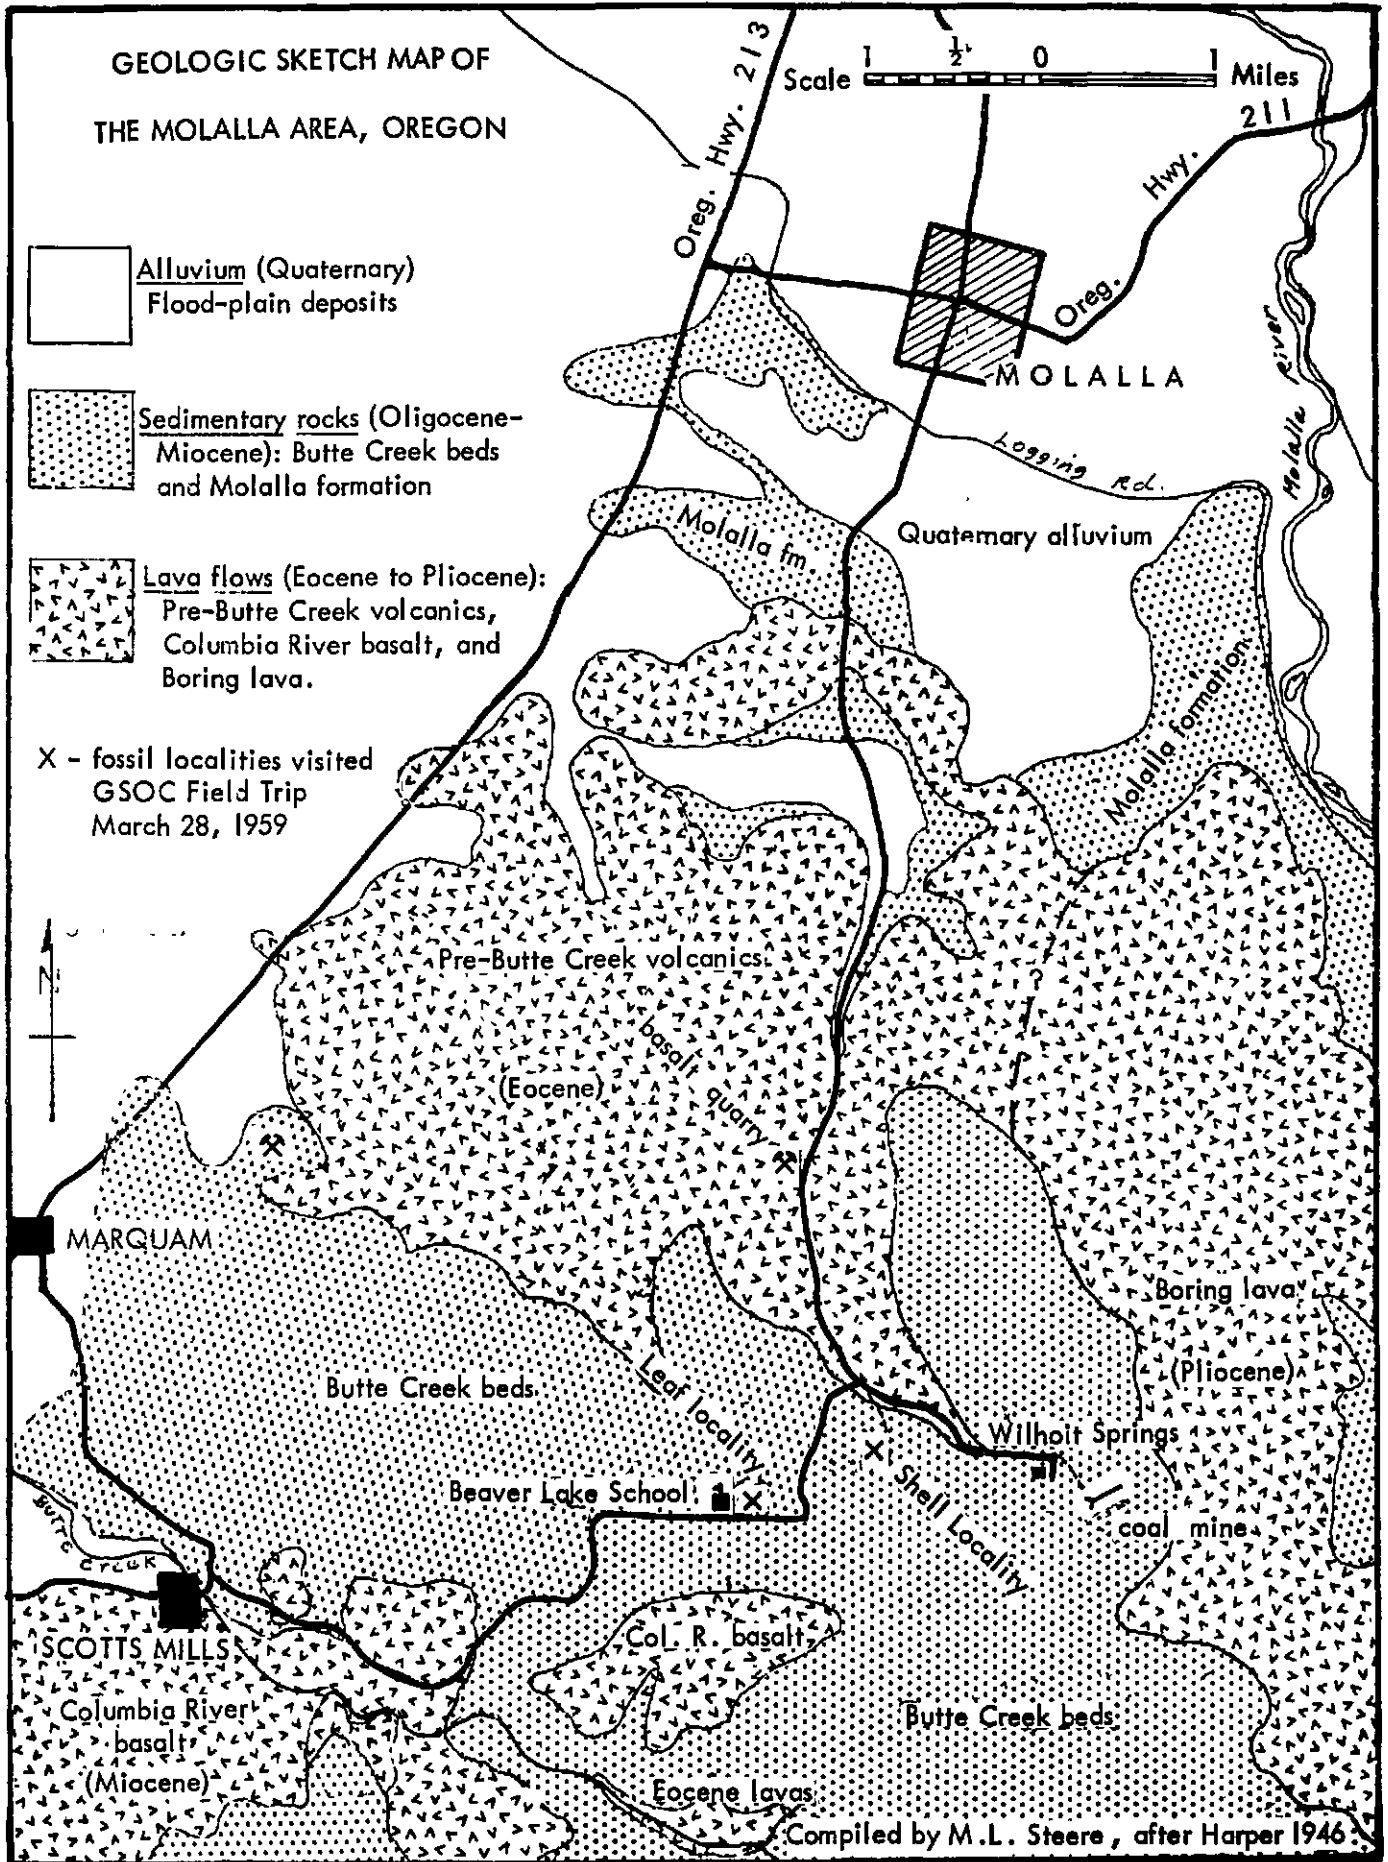 GEOLOGIC SKETCH MAP OF
THE MOLALLA AREA, OREGON
Scale 1 ½ 0 1 Miles
Oreg. Hwy. 213
Oreg. Hwy. 211
Alluvium (Quaternary)
Flood-plain deposits
Sedimentary rocks (Oligocene-
Miocene): Butte Creek beds
and Molalla formation
Lava flows (Eocene to Pliocene):
Pre-Butte Creek volcanics,
Columbia River basalt, and
Boring lava.
X - fossil localities visited
GSOC Field Trip
March 28, 1959
N
MOLALLA
Molalla River
Logging Rd.
Molalla fm.
Quaternary alluvium
Molalla formation
Pre-Butte Creek volcanics
(Eocene)
basalt quarry
?
MARQUAM
Boring lava
(Pliocene)
Butte Creek beds
Leaf locality
Wilhoit Springs
Beaver Lake School
Shell Locality
coal mine
BUTTE CREEK
SCOTTS MILLS
Col. R. basalt
Columbia River
basalt
(Miocene)
Butte Creek beds
Eocene lavas
Compiled by M.L. Steere, after Harper 1946